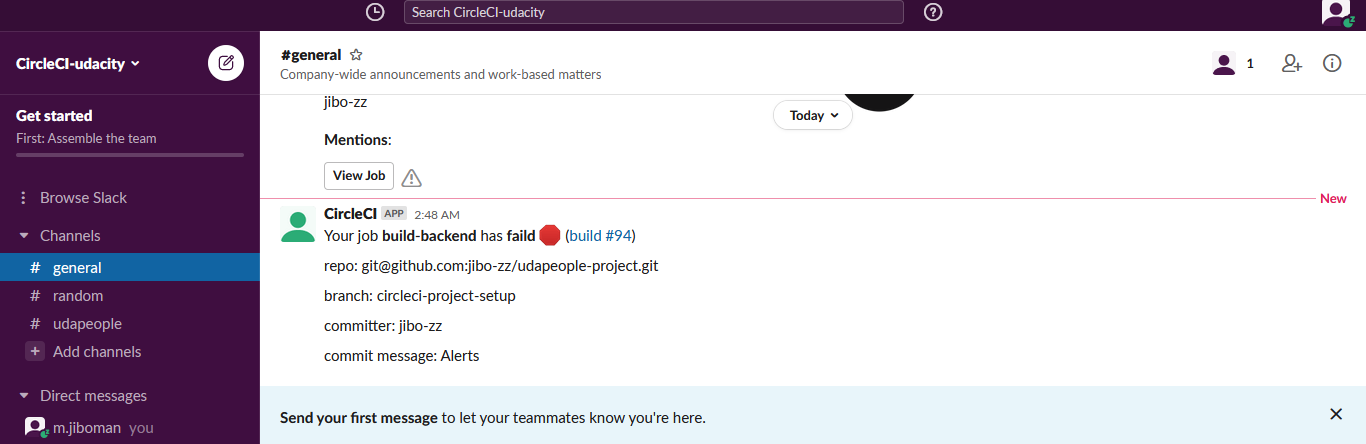 Search CircleCI-udacity
CircleCI-udacity
Get started
First: Assemble the team
Browse Slack
Channels
# general
# random
# udapeople
+ Add channels
Direct messages
m.jiboman you
#general
Company-wide announcements and work-based matters
1
jibo-zz
Today
Mentions:
View Job
New
CircleCI APP 2:48 AM
Your job build-backend has faild (build #94)
repo: git@github.com:jibo-zz/udapeople-project.git
branch: circleci-project-setup
committer: jibo-zz
commit message: Alerts
Send your first message to let your teammates know you're here.